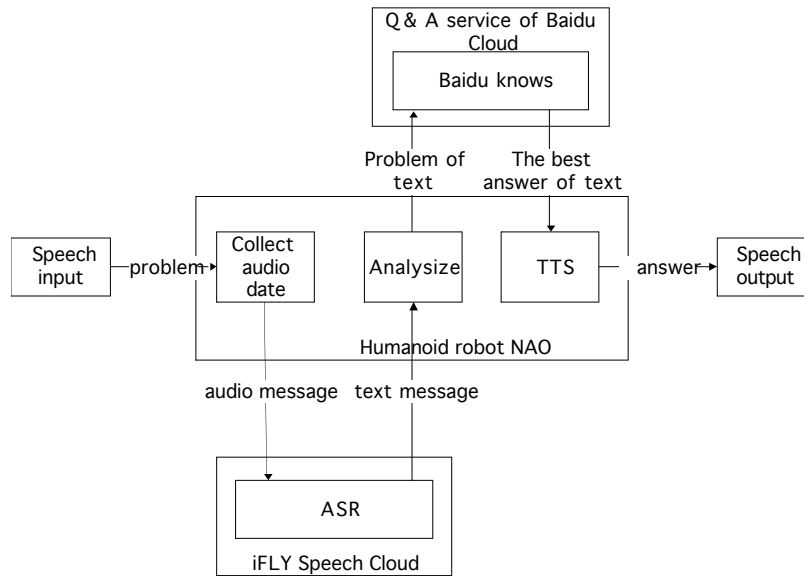 Q & A service of Baidu
Cloud
Baidu knows
Problem of
text
The best
answer of text
Speech
input
problem
Collect
audio
date
Analysize
TTS
answer
Speech
output
Humanoid robot NAO
audio message
text message
ASR
iFLY Speech Cloud